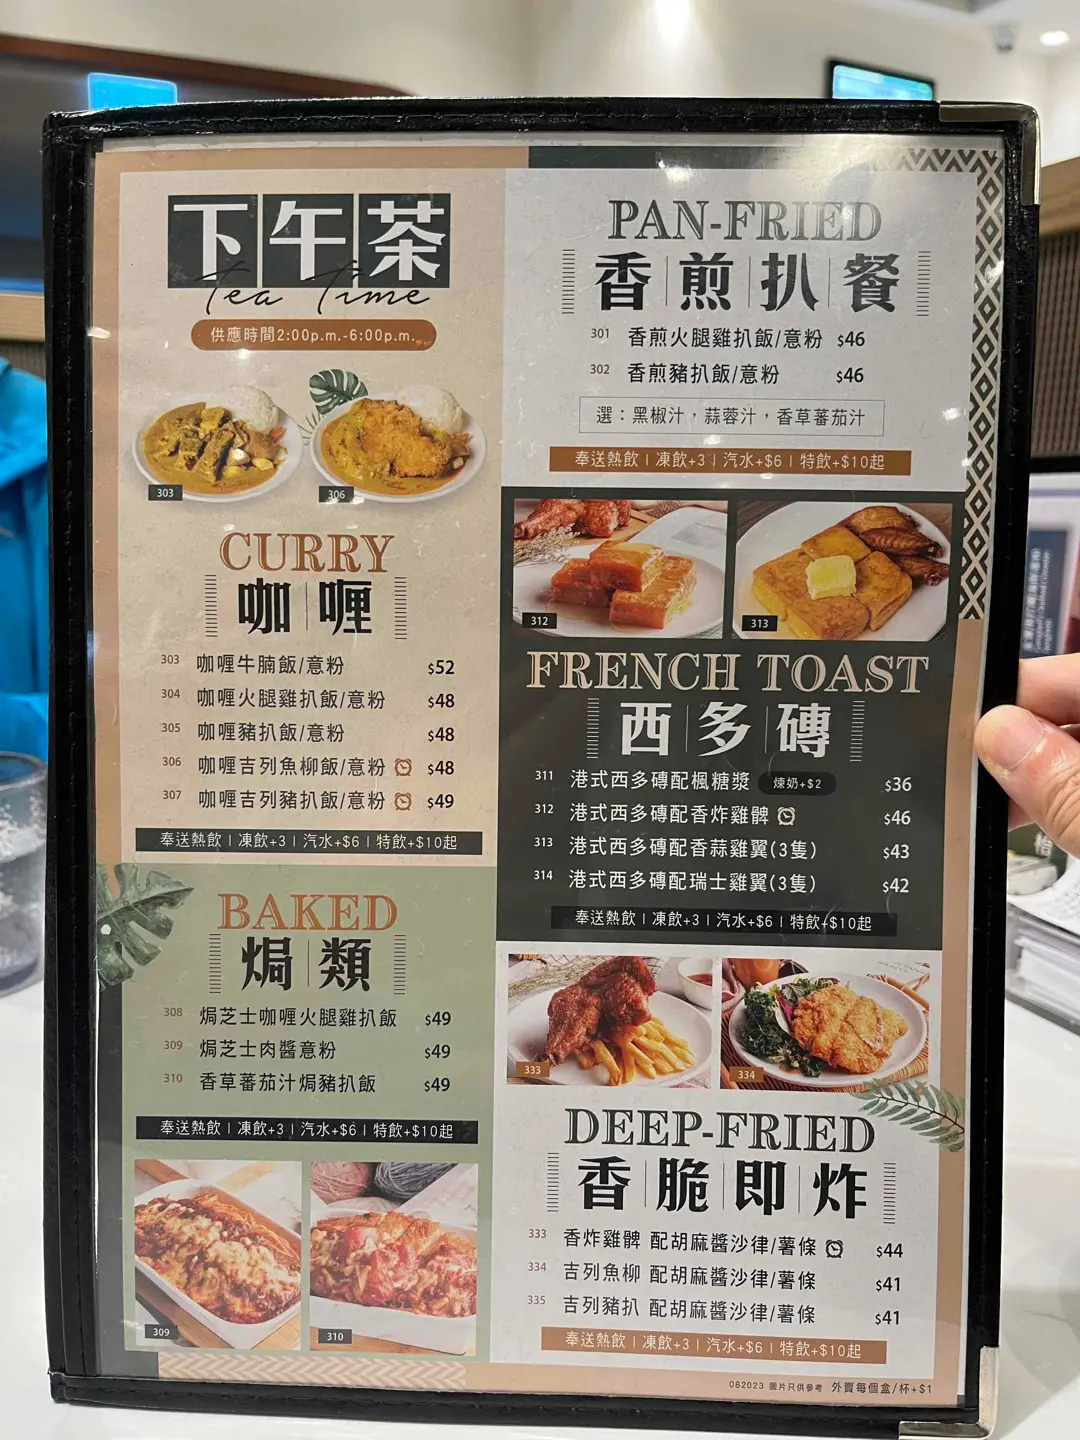 下午茶
Tea Time
供應時間2:00p.m.-6:00p.m.
303
306
CURRY
咖喱
303 咖喱牛腩飯/意粉 $52
304 咖喱火腿雞扒飯/意粉 $48
305 咖喱豬扒飯/意粉 $48
306 咖喱吉列魚柳飯/意粉 $48
307 咖喱吉列豬扒飯/意粉 $49
奉送熱飲 | 凍飲+3 | 汽水+$6 | 特飲+$10起
BAKED
焗類
308 焗芝士咖喱火腿雞扒飯 $49
309 焗芝士肉醬意粉 $49
310 香草蕃茄汁焗豬扒飯 $49
奉送熱飲 | 凍飲+3 | 汽水+$6 | 特飲+$10起
309
310
PAN-FRIED
香煎扒餐
301 香煎火腿雞扒飯/意粉 $46
302 香煎豬扒飯/意粉 $46
選：黑椒汁，蒜蓉汁，香草蕃茄汁
奉送熱飲 | 凍飲+3 | 汽水+$6 | 特飲+$10起
312
313
FRENCH TOAST
西多磚
311 港式西多磚配楓糖漿 煉奶+$2 $36
312 港式西多磚配香炸雞髀 $46
313 港式西多磚配香蒜雞翼(3隻) $43
314 港式西多磚配瑞士雞翼(3隻) $42
奉送熱飲 | 凍飲+3 | 汽水+$6 | 特飲+$10起
333
334
DEEP-FRIED
香脆即炸
333 香炸雞髀 配胡麻醬沙律/薯條 $44
334 吉列魚柳 配胡麻醬沙律/薯條 $41
335 吉列豬扒 配胡麻醬沙律/薯條 $41
奉送熱飲 | 凍飲+3 | 汽水+$6 | 特飲+$10起
082023 圖片只供參考 外賣每個盒/杯+$1